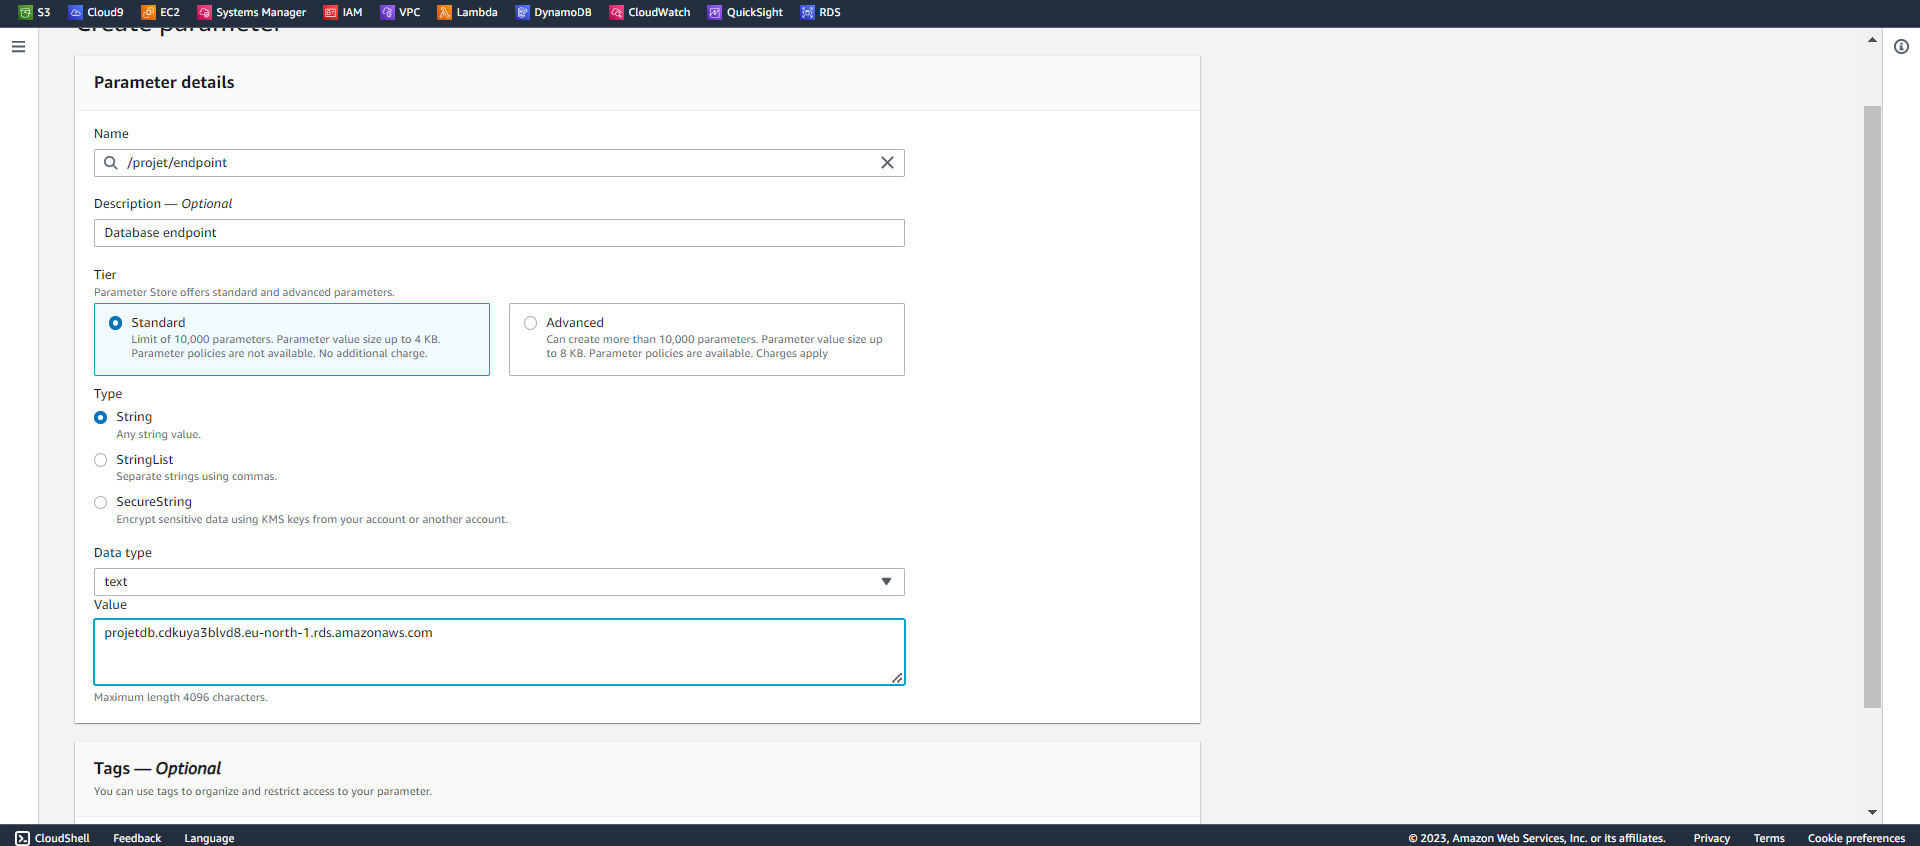 S3 Cloud9 EC2 Systems Manager IAM VPC Lambda DynamoDB CloudWatch QuickSight RDS
Create parameter
Parameter details
Name
/projet/endpoint
Description — Optional
Database endpoint
Tier
Parameter Store offers standard and advanced parameters.
Standard
Limit of 10,000 parameters. Parameter value size up to 4 KB.
Parameter policies are not available. No additional charge.
Advanced
Can create more than 10,000 parameters. Parameter value size up
to 8 KB. Parameter policies are available. Charges apply
Type
String
Any string value.
StringList
Separate strings using commas.
SecureString
Encrypt sensitive data using KMS keys from your account or another account.
Data type
text
Value
projetdb.cdkuya3blvd8.eu-north-1.rds.amazonaws.com
Maximum length 4096 characters.
Tags — Optional
You can use tags to organize and restrict access to your parameter.
CloudShell Feedback Language © 2023, Amazon Web Services, Inc. or its affiliates. Privacy Terms Cookie preferences